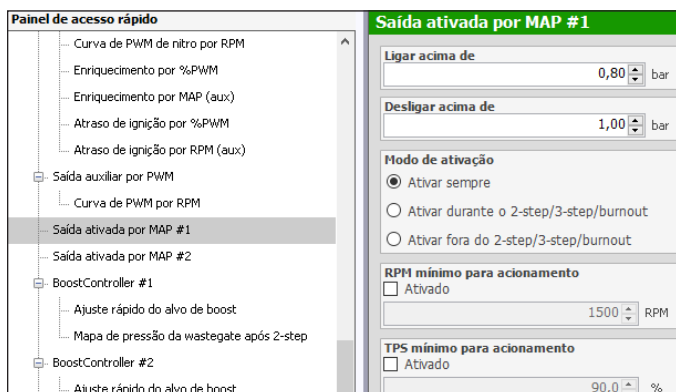 Painel de acesso rápido
Curva de PWM de nitro por RPM
Enriquecimento por %PWM
Enriquecimento por MAP (aux)
Atraso de ignição por %PWM
Atraso de ignição por RPM (aux)
Saída auxiliar por PWM
Curva de PWM por RPM
Saída ativada por MAP #1
Saída ativada por MAP #2
BoostController #1
Ajuste rápido do alvo de boost
Mapa de pressão da wastegate após 2-step
BoostController #2
Ajuste rápido do alvo de boost
Saída ativada por MAP #1
Ligar acima de
0,80 bar
Desligar acima de
1,00 bar
Modo de ativação
Ativar sempre
Ativar durante o 2-step/3-step/burnout
Ativar fora do 2-step/3-step/burnout
RPM mínimo para acionamento
Ativado
1500 RPM
TPS mínimo para acionamento
Ativado
90,0 %